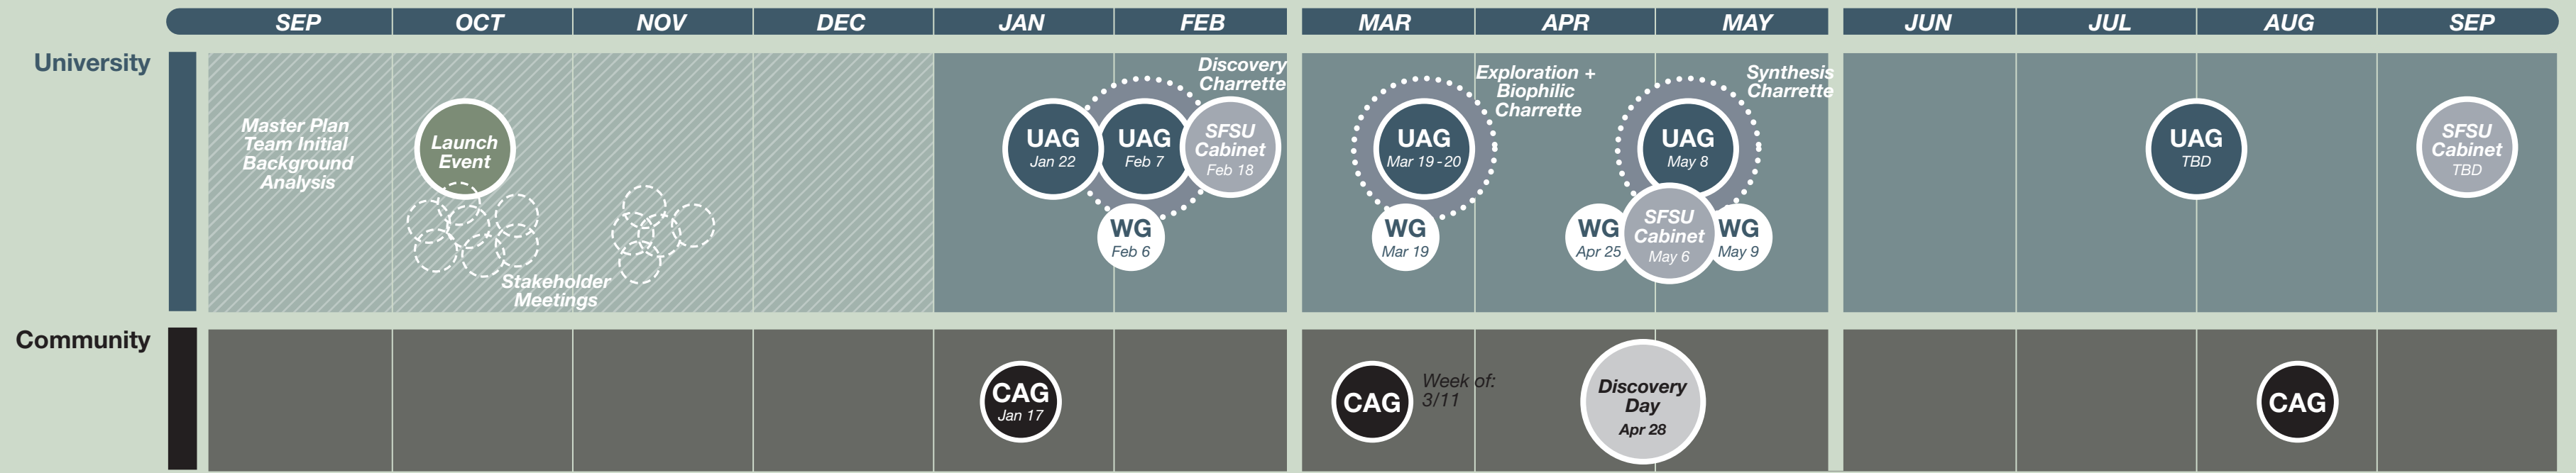 SEP OCT NOV DEC JAN FEB MAR APR MAY JUN JUL AUG SEP
University
Master Plan
Team Initial
Background
Analysis
Launch
Event
Stakeholder
Meetings
UAG
Jan 22
UAG
Feb 7
SFSU
Cabinet
Feb 18
Discovery
Charrette
WG
Feb 6
UAG
Mar 19-20
WG
Mar 19
Exploration +
Biophilic
Charrette
UAG
May 8
Synthesis
Charrette
WG
Apr 25
SFSU
Cabinet
May 6
WG
May 9
UAG
TBD
SFSU
Cabinet
TBD
Community
CAG
Jan 17
CAG
Week of:
3/11
Discovery
Day
Apr 28
CAG